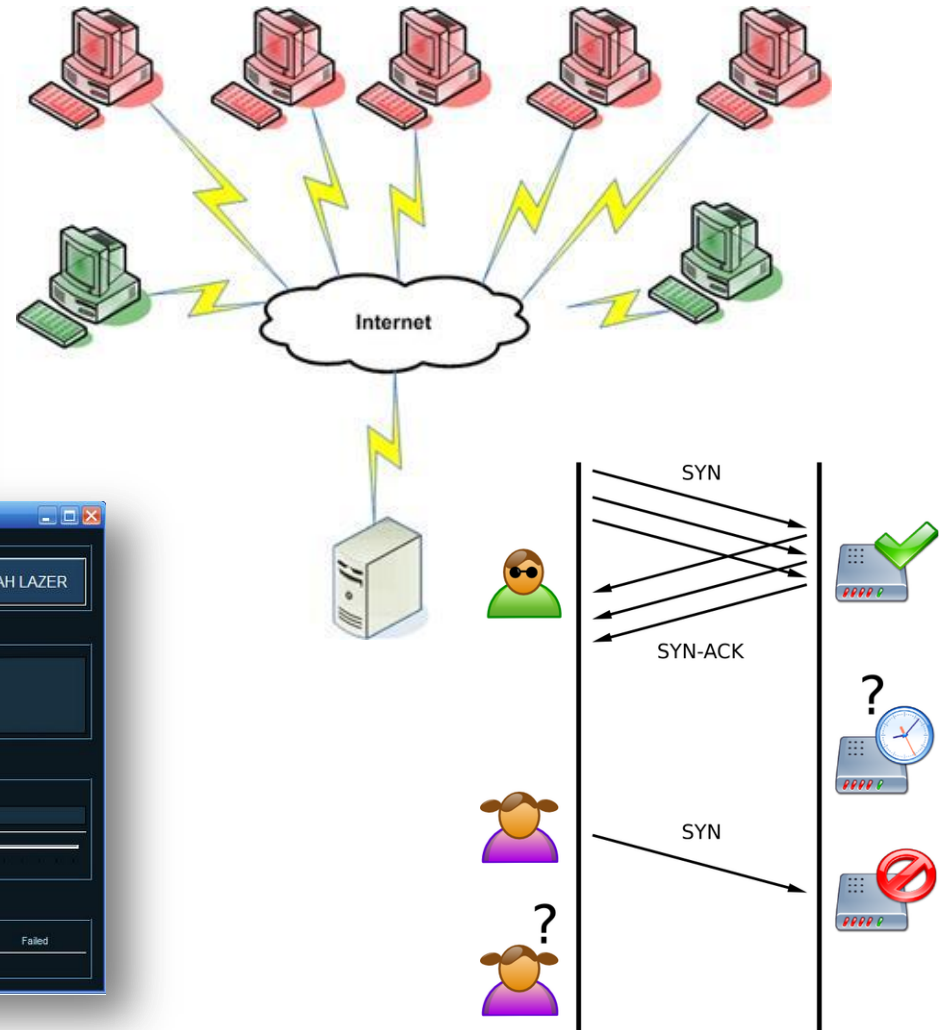 Internet
SYN
AH LAZER
SYN-ACK
?
SYN
?
Failed